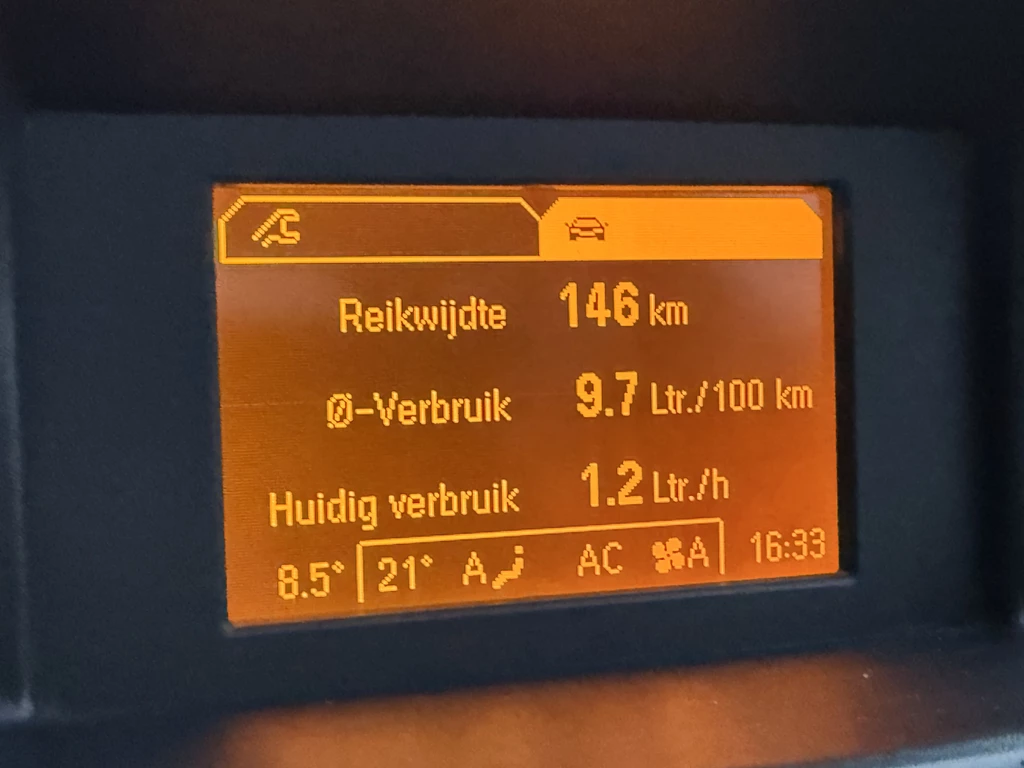 Reikwijdte 146 km
Ø-Verbruik 9.7 Ltr./100 km
Huidig verbruik 1.2 Ltr./h
8.5° 21° A AC A 16:33